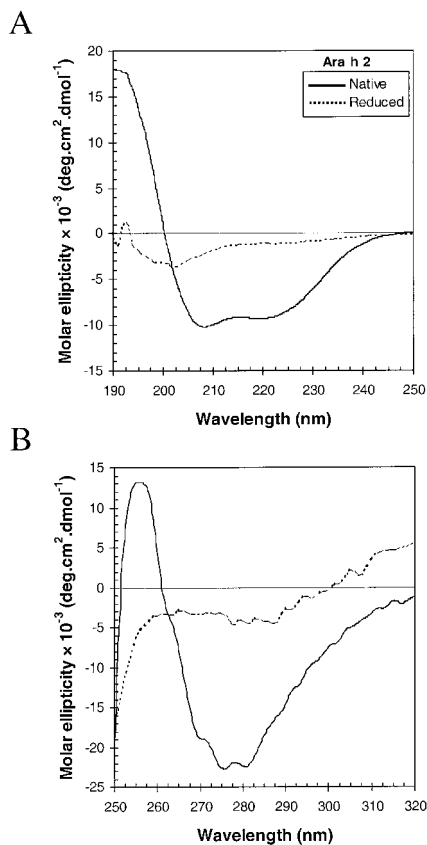 A
Ara h 2
Native
Reduced
Molar ellipticity × 10⁻³ (deg.cm².dmol⁻¹)
20
15
10
5
0
-5
-10
-15
190 200 210 220 230 240 250
Wavelength (nm)
B
Molar ellipticity × 10⁻³ (deg.cm².dmol⁻¹)
15
10
5
0
-5
-10
-15
-20
-25
250 260 270 280 290 300 310 320
Wavelength (nm)